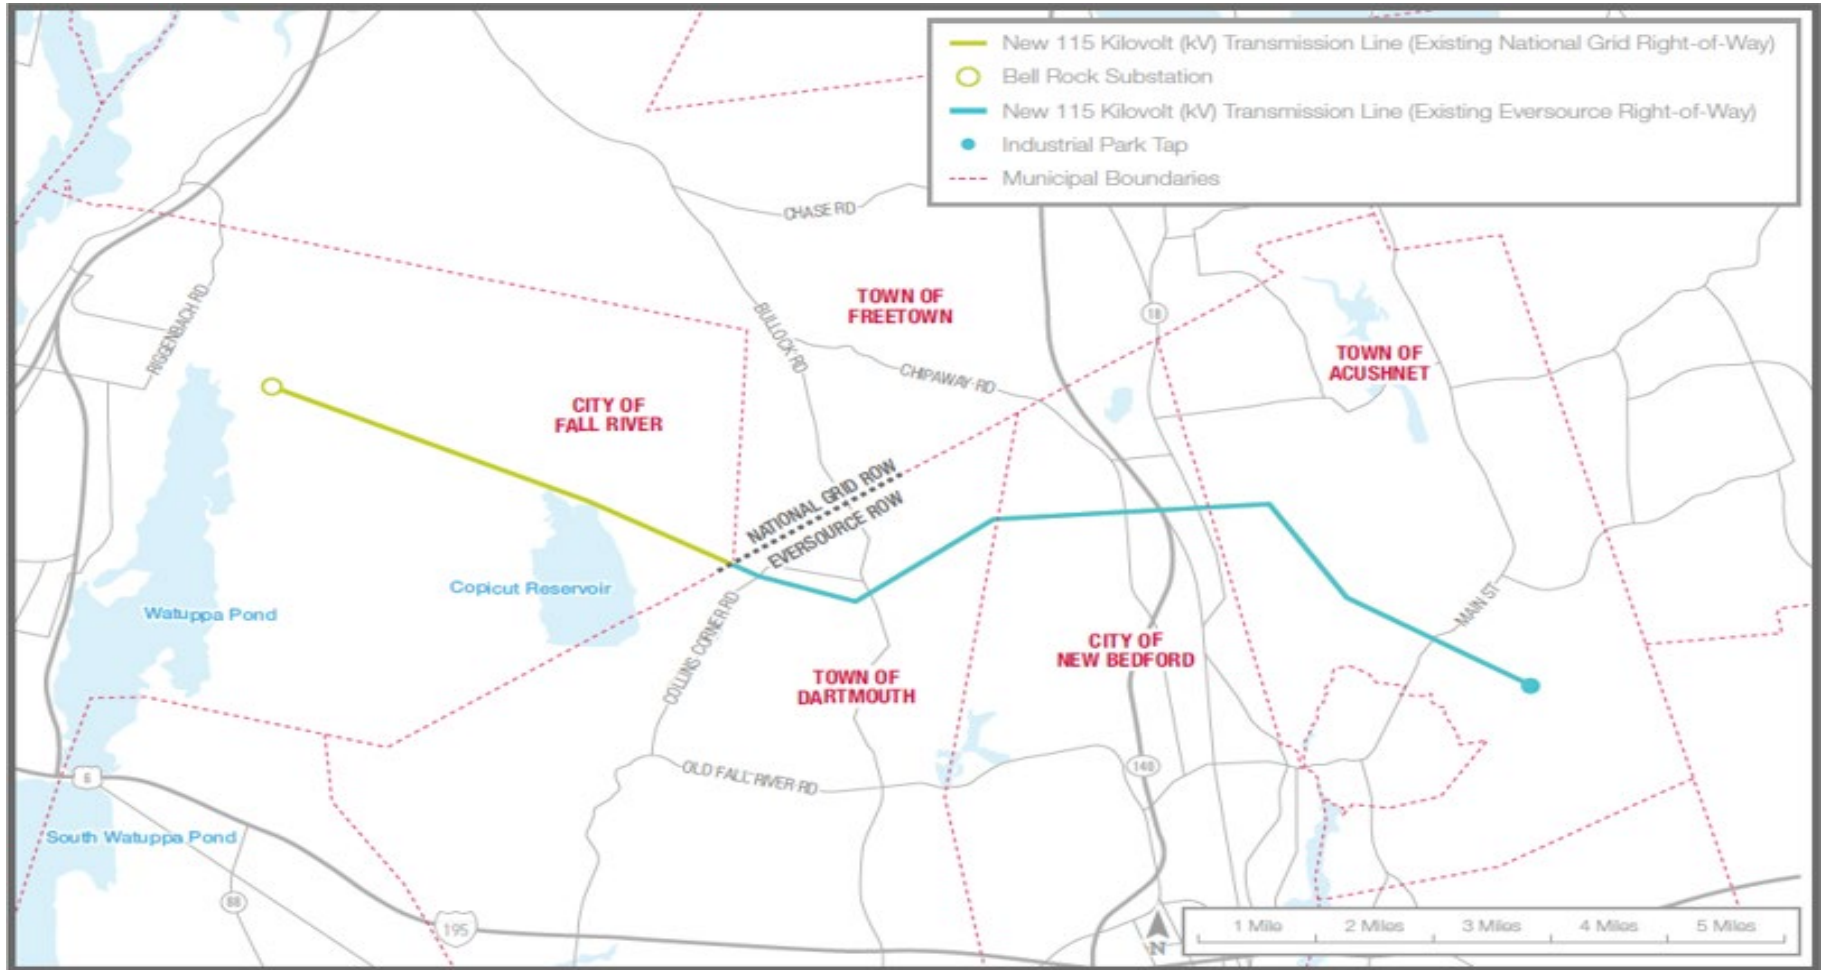 New 115 Kilovolt (kV) Transmission Line (Existing National Grid Right-of-Way)
Bell Rock Substation
New 115 Kilovolt (kV) Transmission Line (Existing Eversource Right-of-Way)
Industrial Park Tap
Municipal Boundaries
CHASE RD
RIGGENBACH RD
BULLOCK RD
TOWN OF
FREETOWN
18
TOWN OF
ACUSHNET
CHIPAWAY RD
CITY OF
FALL RIVER
NATIONAL GRID ROW
EVERSOURCE ROW
Copicut Reservoir
Watuppa Pond
COLLINS CORNER RD
MAIN ST
CITY OF
NEW BEDFORD
TOWN OF
DARTMOUTH
OLD FALL RIVER RD
140
6
South Watuppa Pond
88
195
N
1 Mile
2 Miles
3 Miles
4 Miles
5 Miles